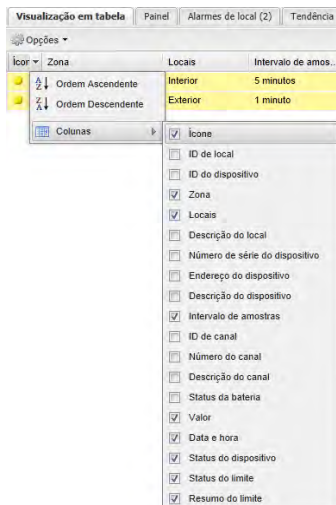 Visualização em tabela Painel Alarmes de local (2) Tendência
Opções
Ícor Zona Locais Intervalo de amos...
Ordem Ascendente Interior 5 minutos
Ordem Descendente Exterior 1 minuto
Colunas
Ícone
ID de local
ID do dispositivo
Zona
Locais
Descrição do local
Número de série do dispositivo
Endereço do dispositivo
Descrição do dispositivo
Intervalo de amostras
ID de canal
Número do canal
Descrição do canal
Status da bateria
Valor
Data e hora
Status do dispositivo
Status do limite
Resumo do limite